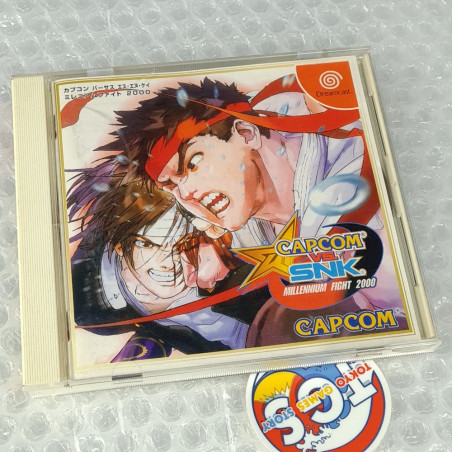 カプコン バーサス エス・エヌ・ケイ
ミレニアムファイト 2000
Dreamcast
CAPCOM
VS.
SNK
MILLENNIUM FIGHT 2000
CAPCOM
TOKYO
GAMES
STORY
TGS